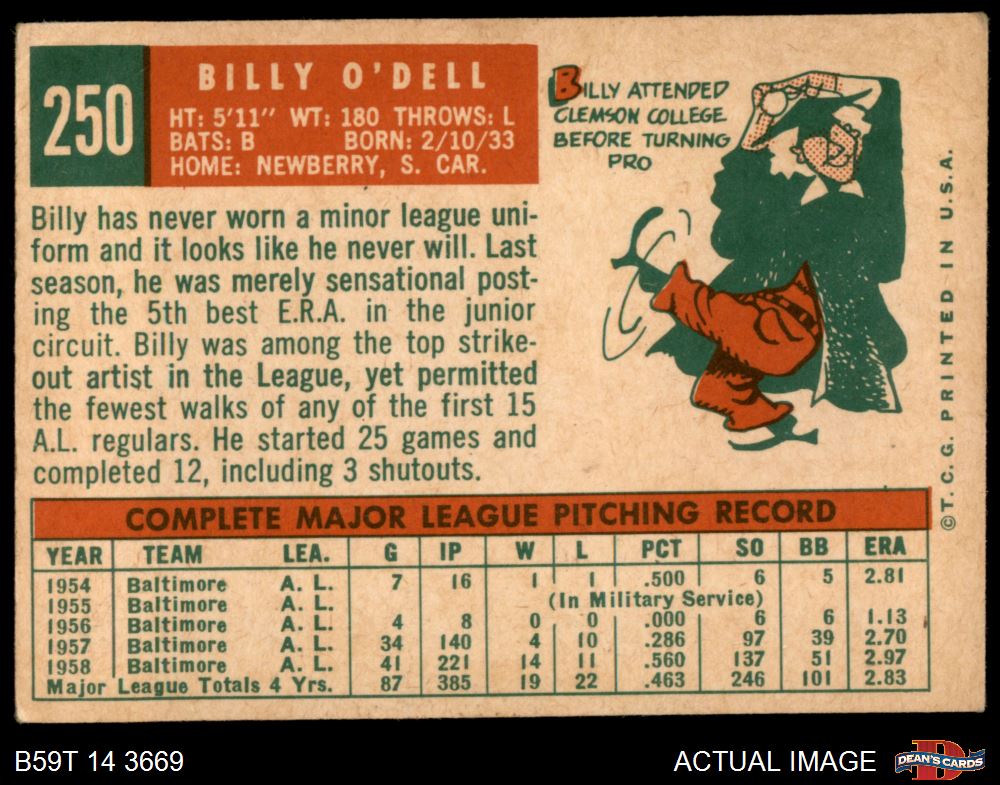 250
BILLY O'DELL
HT: 5'11" WT: 180 THROWS: L
BATS: B BORN: 2/10/33
HOME: NEWBERRY, S. CAR.
BILLY ATTENDED
CLEMSON COLLEGE
BEFORE TURNING
PRO
Billy has never worn a minor league uni-
form and it looks like he never will. Last
season, he was merely sensational post-
ing the 5th best E.R.A. in the junior
circuit. Billy was among the top strike-
out artist in the League, yet permitted
the fewest walks of any of the first 15
A.L. regulars. He started 25 games and
completed 12, including 3 shutouts.
©T. C. G. PRINTED IN U.S.A.
COMPLETE MAJOR LEAGUE PITCHING RECORD
YEAR TEAM LEA. G IP W L PCT SO BB ERA
1954 Baltimore A. L. 7 16 1 1 .500 6 5 2.81
1955 Baltimore A. L. (In Military Service)
1956 Baltimore A. L. 4 8 0 0 .000 6 6 1.13
1957 Baltimore A. L. 34 140 4 10 .286 97 39 2.70
1958 Baltimore A. L. 41 221 14 11 .560 137 51 2.97
Major League Totals 4 Yrs. 87 385 19 22 .463 246 101 2.83
B59T 14 3669
ACTUAL IMAGE
DEAN'S CARDS